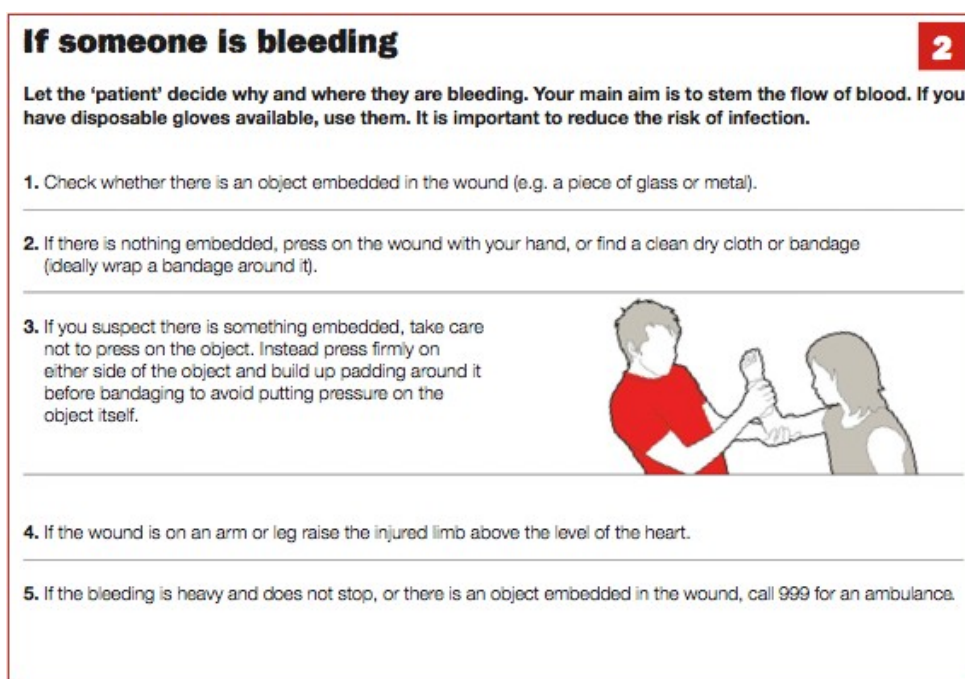 If someone is bleeding
2
Let the ‘patient’ decide why and where they are bleeding. Your main aim is to stem the flow of blood. If you
have disposable gloves available, use them. It is important to reduce the risk of infection.
1. Check whether there is an object embedded in the wound (e.g. a piece of glass or metal).
2. If there is nothing embedded, press on the wound with your hand, or find a clean dry cloth or bandage
(ideally wrap a bandage around it).
3. If you suspect there is something embedded, take care
not to press on the object. Instead press firmly on
either side of the object and build up padding around it
before bandaging to avoid putting pressure on the
object itself.
4. If the wound is on an arm or leg raise the injured limb above the level of the heart.
5. If the bleeding is heavy and does not stop, or there is an object embedded in the wound, call 999 for an ambulance.